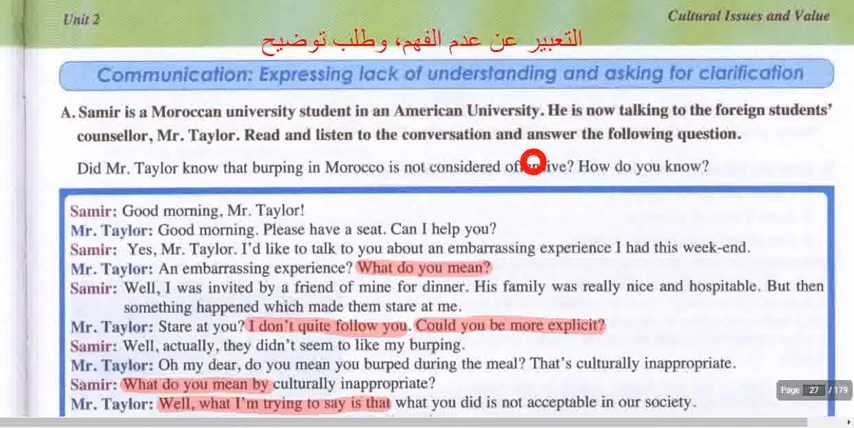 Unit 2
Cultural Issues and Value
التعبير عن عدم الفهم، وطلب توضيح
Communication: Expressing lack of understanding and asking for clarification
A. Samir is a Moroccan university student in an American University. He is now talking to the foreign students'
counsellor, Mr. Taylor. Read and listen to the conversation and answer the following question.
Did Mr. Taylor know that burping in Morocco is not considered offensive? How do you know?
Samir: Good morning, Mr. Taylor!
Mr. Taylor: Good morning. Please have a seat. Can I help you?
Samir: Yes, Mr. Taylor. I'd like to talk to you about an embarrassing experience I had this week-end.
Mr. Taylor: An embarrassing experience? What do you mean?
Samir: Well, I was invited by a friend of mine for dinner. His family was really nice and hospitable. But then
something happened which made them stare at me.
Mr. Taylor: Stare at you? I don't quite follow you. Could you be more explicit?
Samir: Well, actually, they didn't seem to like my burping.
Mr. Taylor: Oh my dear, do you mean you burped during the meal? That's culturally inappropriate.
Samir: What do you mean by culturally inappropriate?
Mr. Taylor: Well, what I'm trying to say is that what you did is not acceptable in our society.
Page 27 / 179